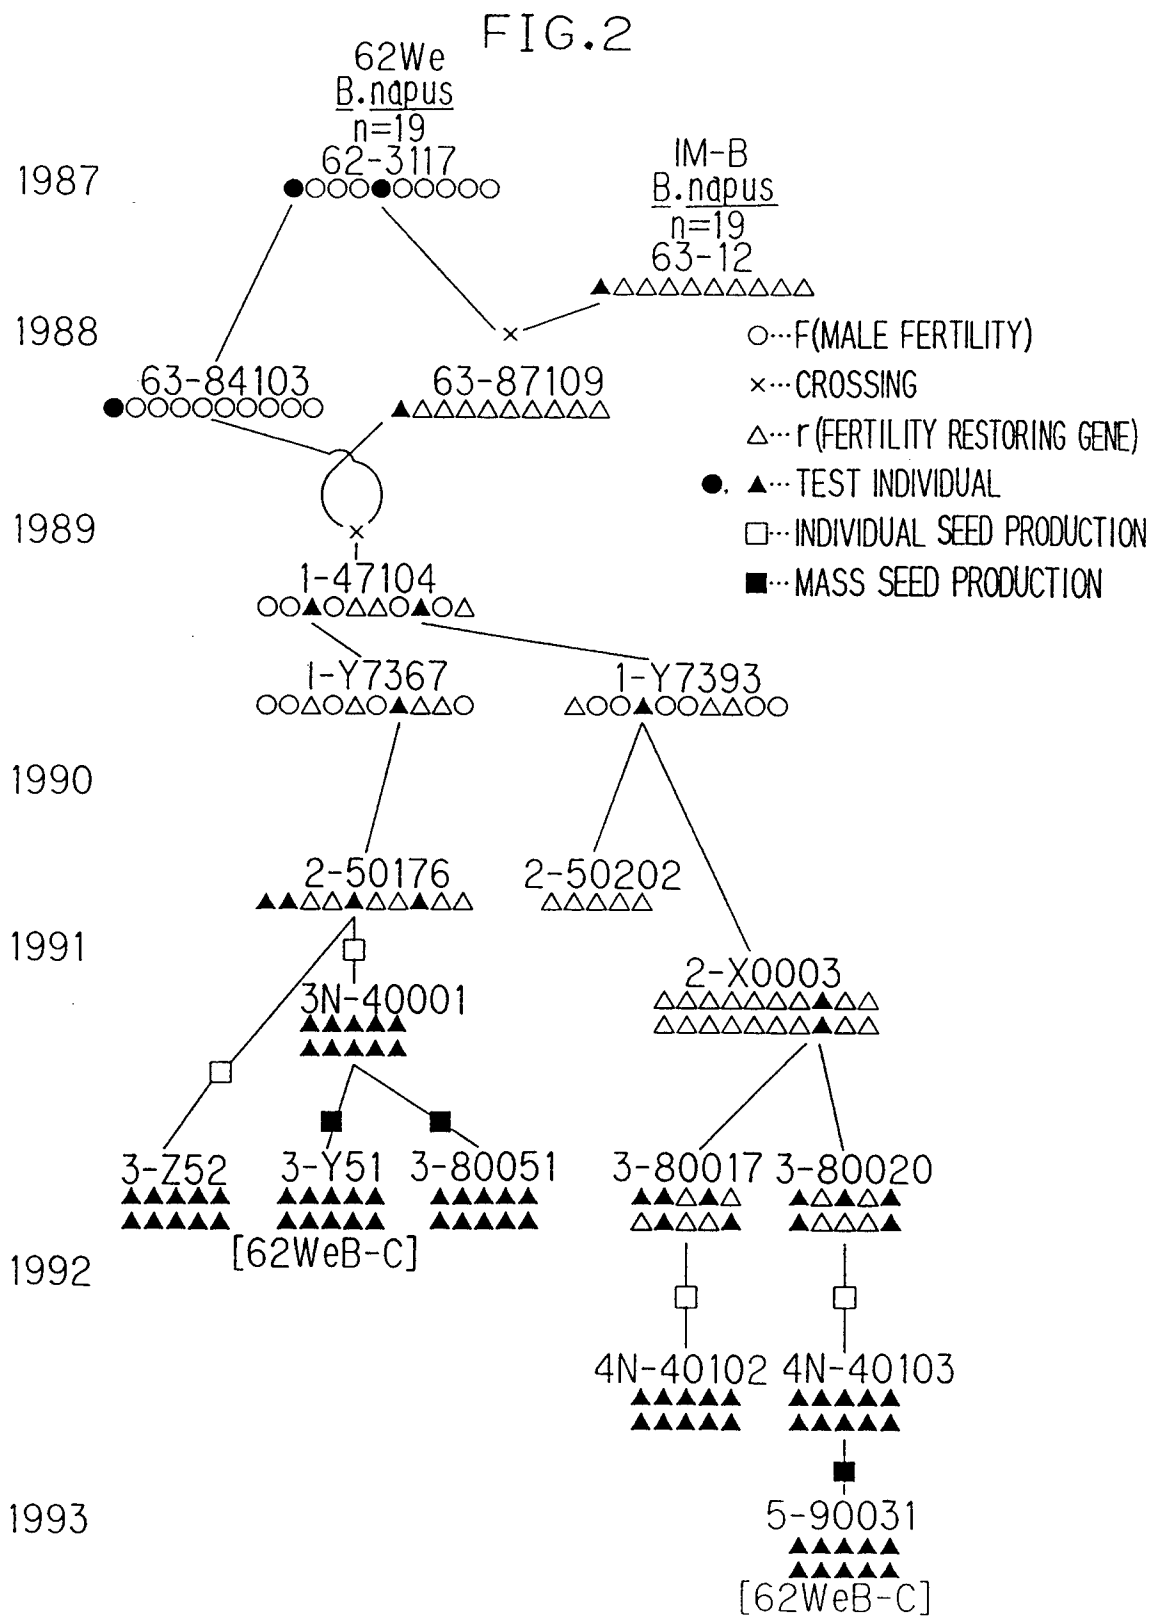 FIG.2
62We
B.napus
n=19
62-3117
1987
IM-B
B.napus
n=19
63-12
1988
○…F(MALE FERTILITY)
63-84103
63-87109
×…CROSSING
△…r(FERTILITY RESTORING GENE)
●, ▲…TEST INDIVIDUAL
1989
□…INDIVIDUAL SEED PRODUCTION
1-47104
■…MASS SEED PRODUCTION
1-Y7367
1-Y7393
1990
2-50176
2-50202
1991
2-X0003
3N-40001
3-Z52
3-Y51
3-80051
3-80017
3-80020
[62WeB-C]
1992
4N-40102
4N-40103
1993
5-90031
[62WeB-C]